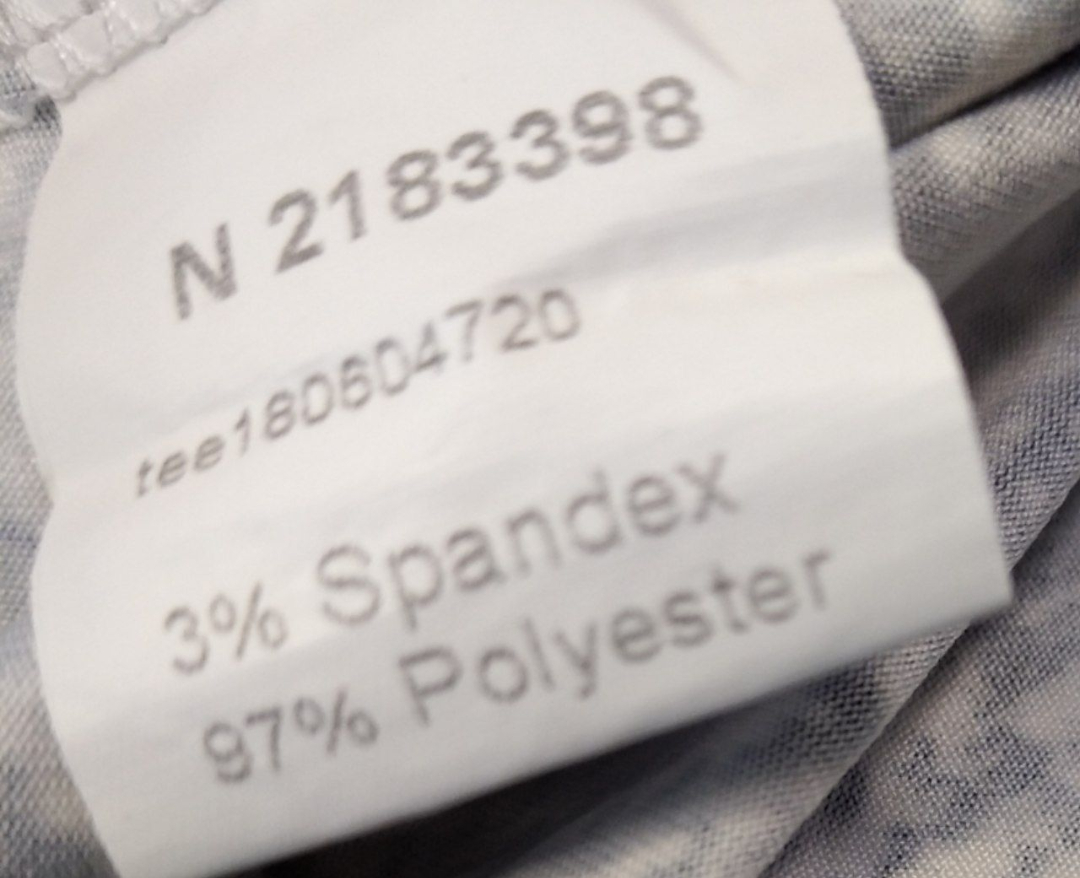 N 2183398
tee180604720
3% Spandex
97% Polyester